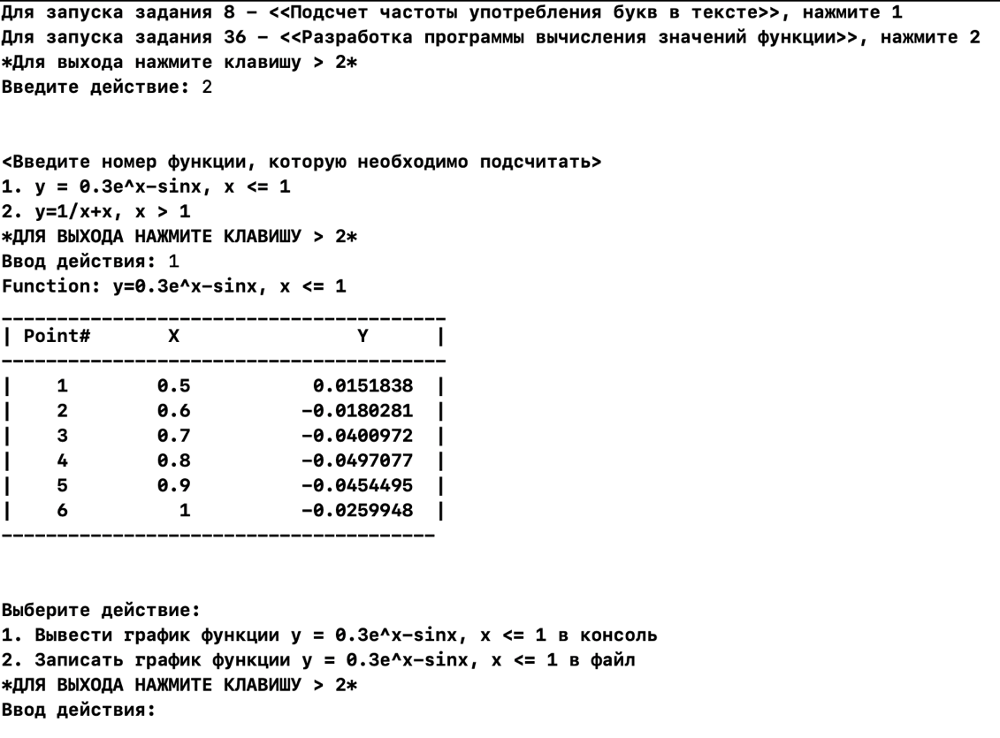 Для запуска задания 8 – <<Подсчет частоты употребления букв в тексте>>, нажмите 1
Для запуска задания 36 – <<Разработка программы вычисления значений функции>>, нажмите 2
*Для выхода нажмите клавишу > 2*
Введите действие: 2
<Введите номер функции, которую необходимо подсчитать>
1. y = 0.3e^x-sinx, x <= 1
2. y=1/x+x, x > 1
*ДЛЯ ВЫХОДА НАЖМИТЕ КЛАВИШУ > 2*
Ввод действия: 1
Function: y=0.3e^x-sinx, x <= 1
----------------------------------------
| Point#       X                Y      |
----------------------------------------
|    1        0.5           0.0151838  |
|    2        0.6          -0.0180281  |
|    3        0.7          -0.0400972  |
|    4        0.8          -0.0497077  |
|    5        0.9          -0.0454495  |
|    6          1          -0.0259948  |
---------------------------------------
Выберите действие:
1. Вывести график функции y = 0.3e^x-sinx, x <= 1 в консоль
2. Записать график функции y = 0.3e^x-sinx, x <= 1 в файл
*ДЛЯ ВЫХОДА НАЖМИТЕ КЛАВИШУ > 2*
Ввод действия: